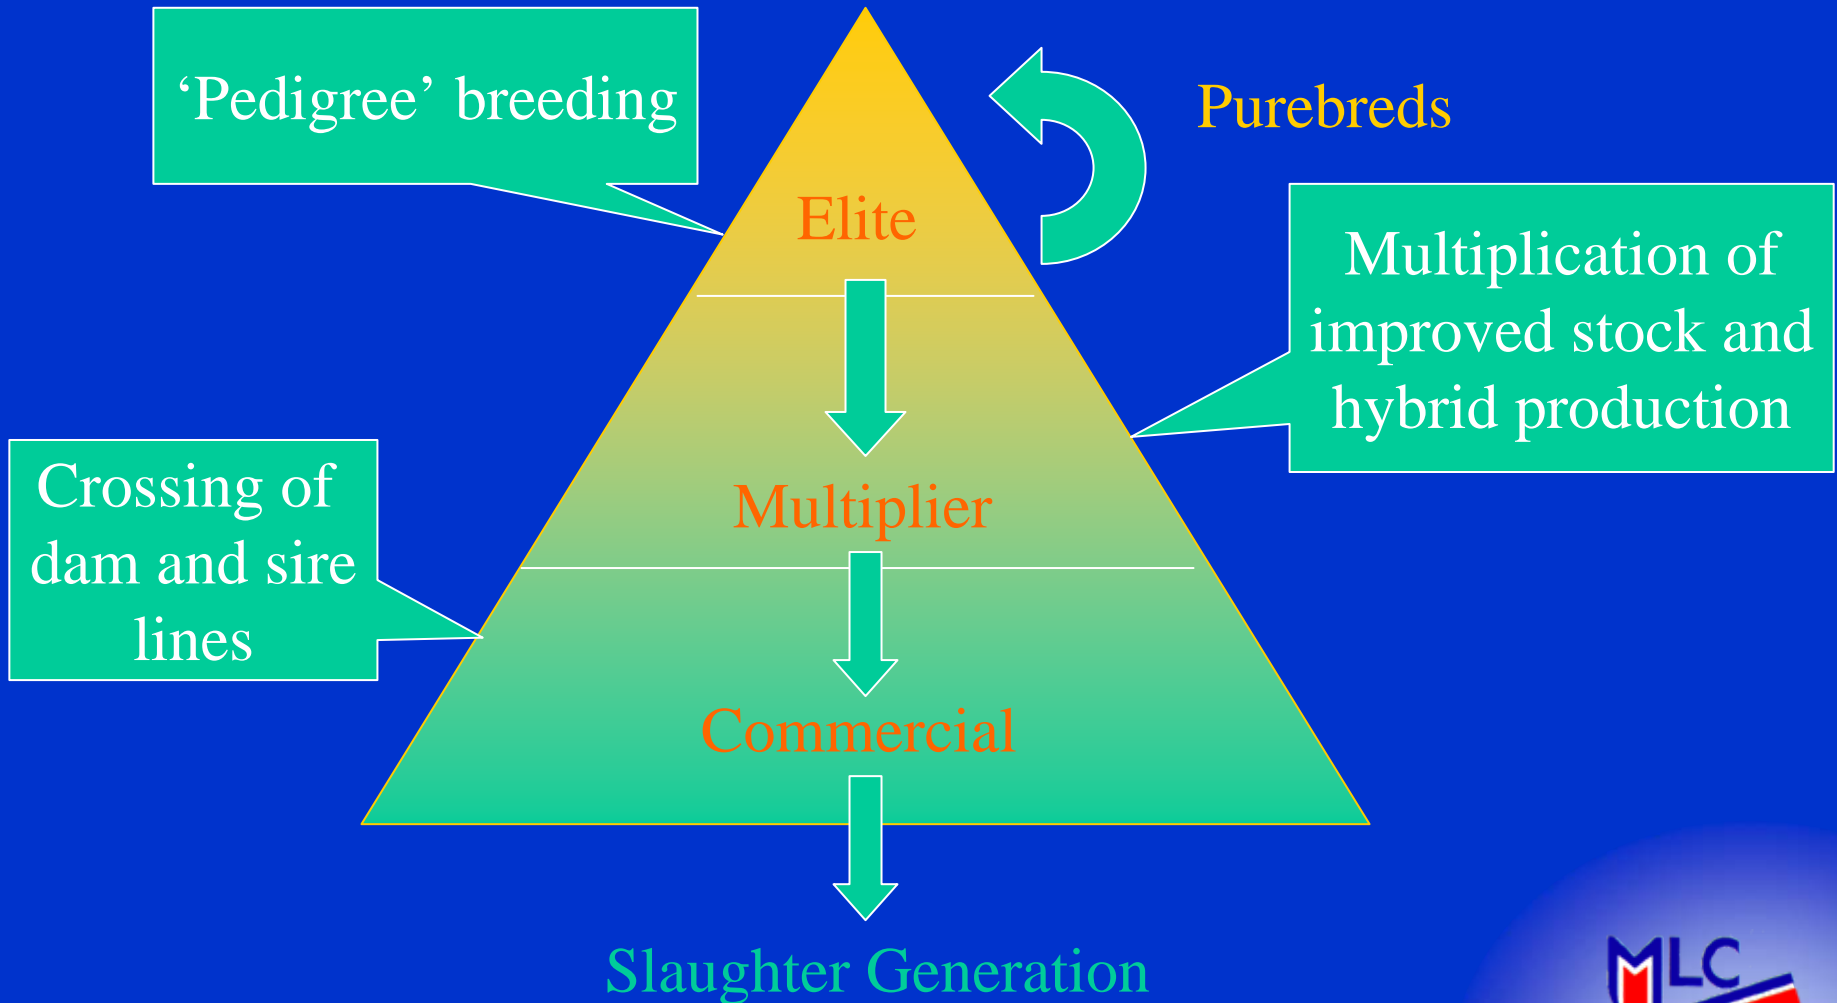 ‘Pedigree’ breeding
Purebreds
Elite
Multiplication of
improved stock and
hybrid production
Crossing of
dam and sire
lines
Multiplier
Commercial
Slaughter Generation
MLC